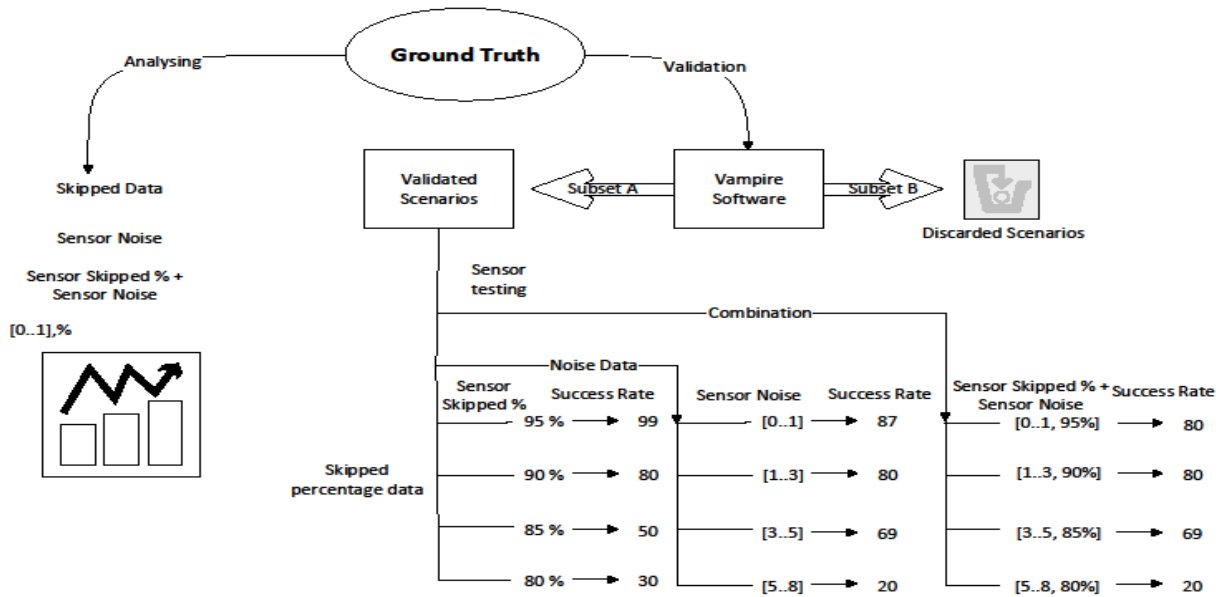 Ground Truth
Analysing
Validation
Skipped Data
Sensor Noise
Sensor Skipped % +
Sensor Noise
[0..1],%
Validated
Scenarios
Subset A
Vampire
Software
Subset B
Discarded Scenarios
Sensor
testing
Combination
Noise Data
Skipped
percentage data
Sensor
Skipped %
Success Rate
95 % 99
90 % 80
85 % 50
80 % 30
Sensor Noise
Success Rate
[0..1] 87
[1..3] 80
[3..5] 69
[5..8] 20
Sensor Skipped % +
Sensor Noise
Success Rate
[0..1, 95%] 80
[1..3, 90%] 80
[3..5, 85%] 69
[5..8, 80%] 20